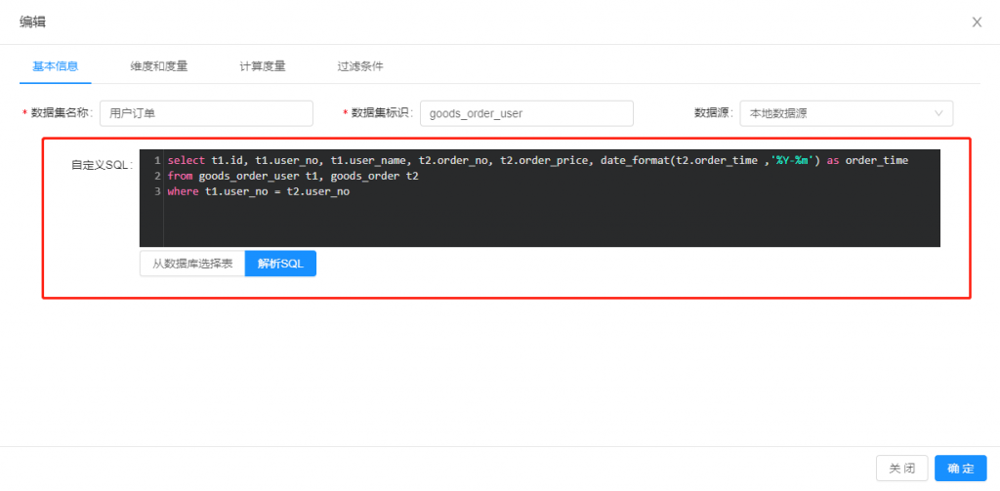 编辑
基本信息 维度和度量 计算度量 过滤条件
* 数据集名称: 用户订单 * 数据集标识: goods_order_user 数据源: 本地数据源
自定义SQL:
1 select t1.id, t1.user_no, t1.user_name, t2.order_no, t2.order_price, date_format(t2.order_time ,'%Y-%m') as order_time
2 from goods_order_user t1, goods_order t2
3 where t1.user_no = t2.user_no
从数据库选择表 解析SQL
关 闭 确 定